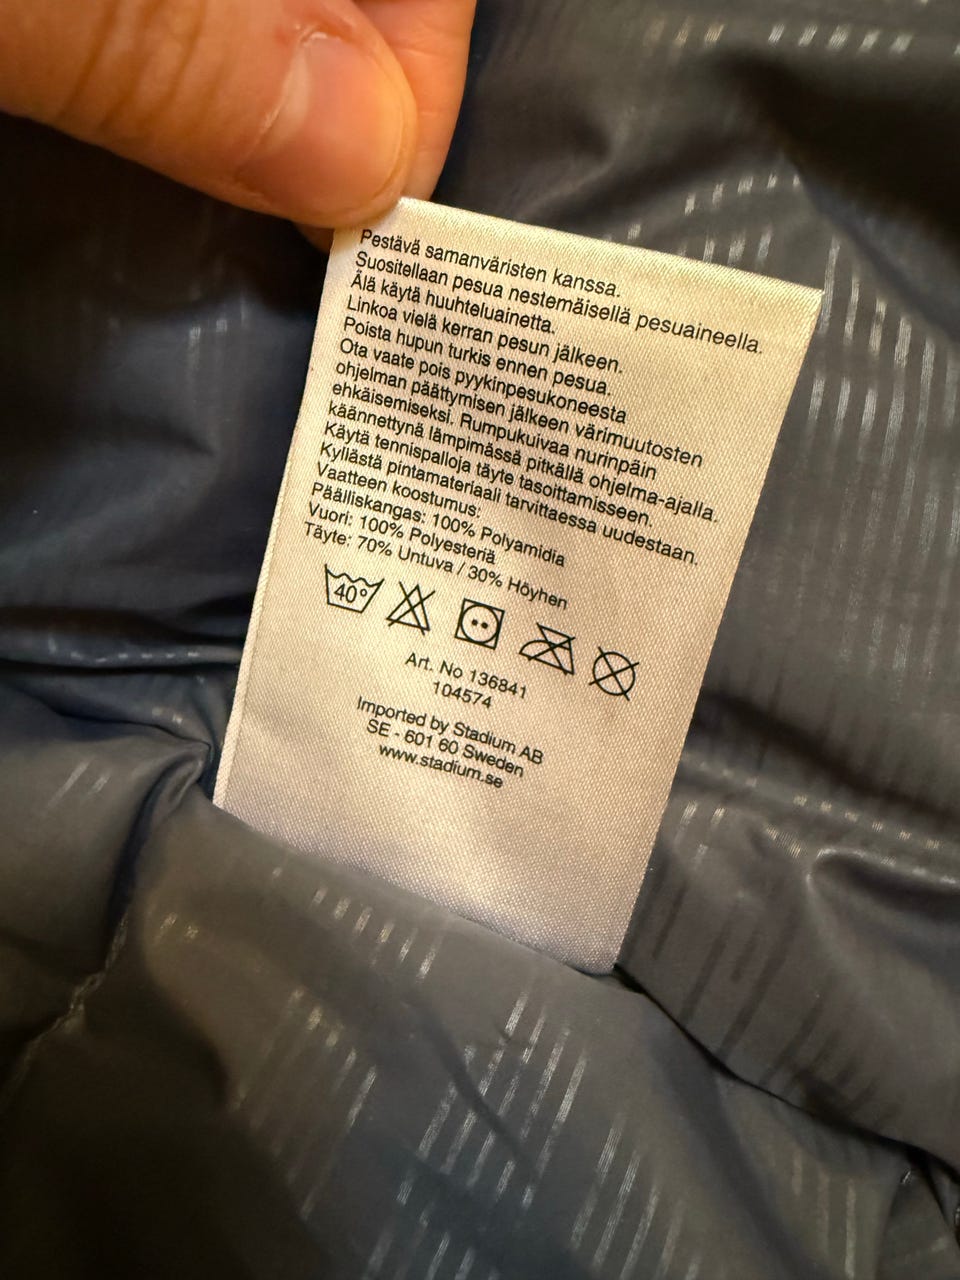 Pestävä samanväristen kanssa.
Suositellaan pesua nestemäisellä pesuaineella.
Älä käytä huuhteluainetta.
Linkoa vielä kerran pesun jälkeen.
Poista hupun turkis ennen pesua.
Ota vaate pois pyykinpesukoneesta
ohjelman päättymisen jälkeen värimuutosten
ehkäisemiseksi. Rumpukuivaa nurinpäin
käännettynä lämpimässä pitkällä ohjelma-ajalla.
Käytä tennispalloja täyte tasoittamisseen.
Kyllästä pintamateriaali tarvittaessa uudestaan.
Vaatteen koostumus:
Päälliskangas: 100% Polyamidia
Vuori: 100% Polyesteriä
Täyte: 70% Untuva / 30% Höyhen
40°
Art. No 136841
104574
Imported by Stadium AB
SE - 601 60 Sweden
www.stadium.se